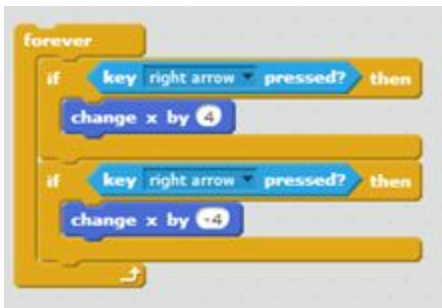 forever
if key right arrow pressed? then
change x by 4
if key right arrow pressed? then
change x by -4